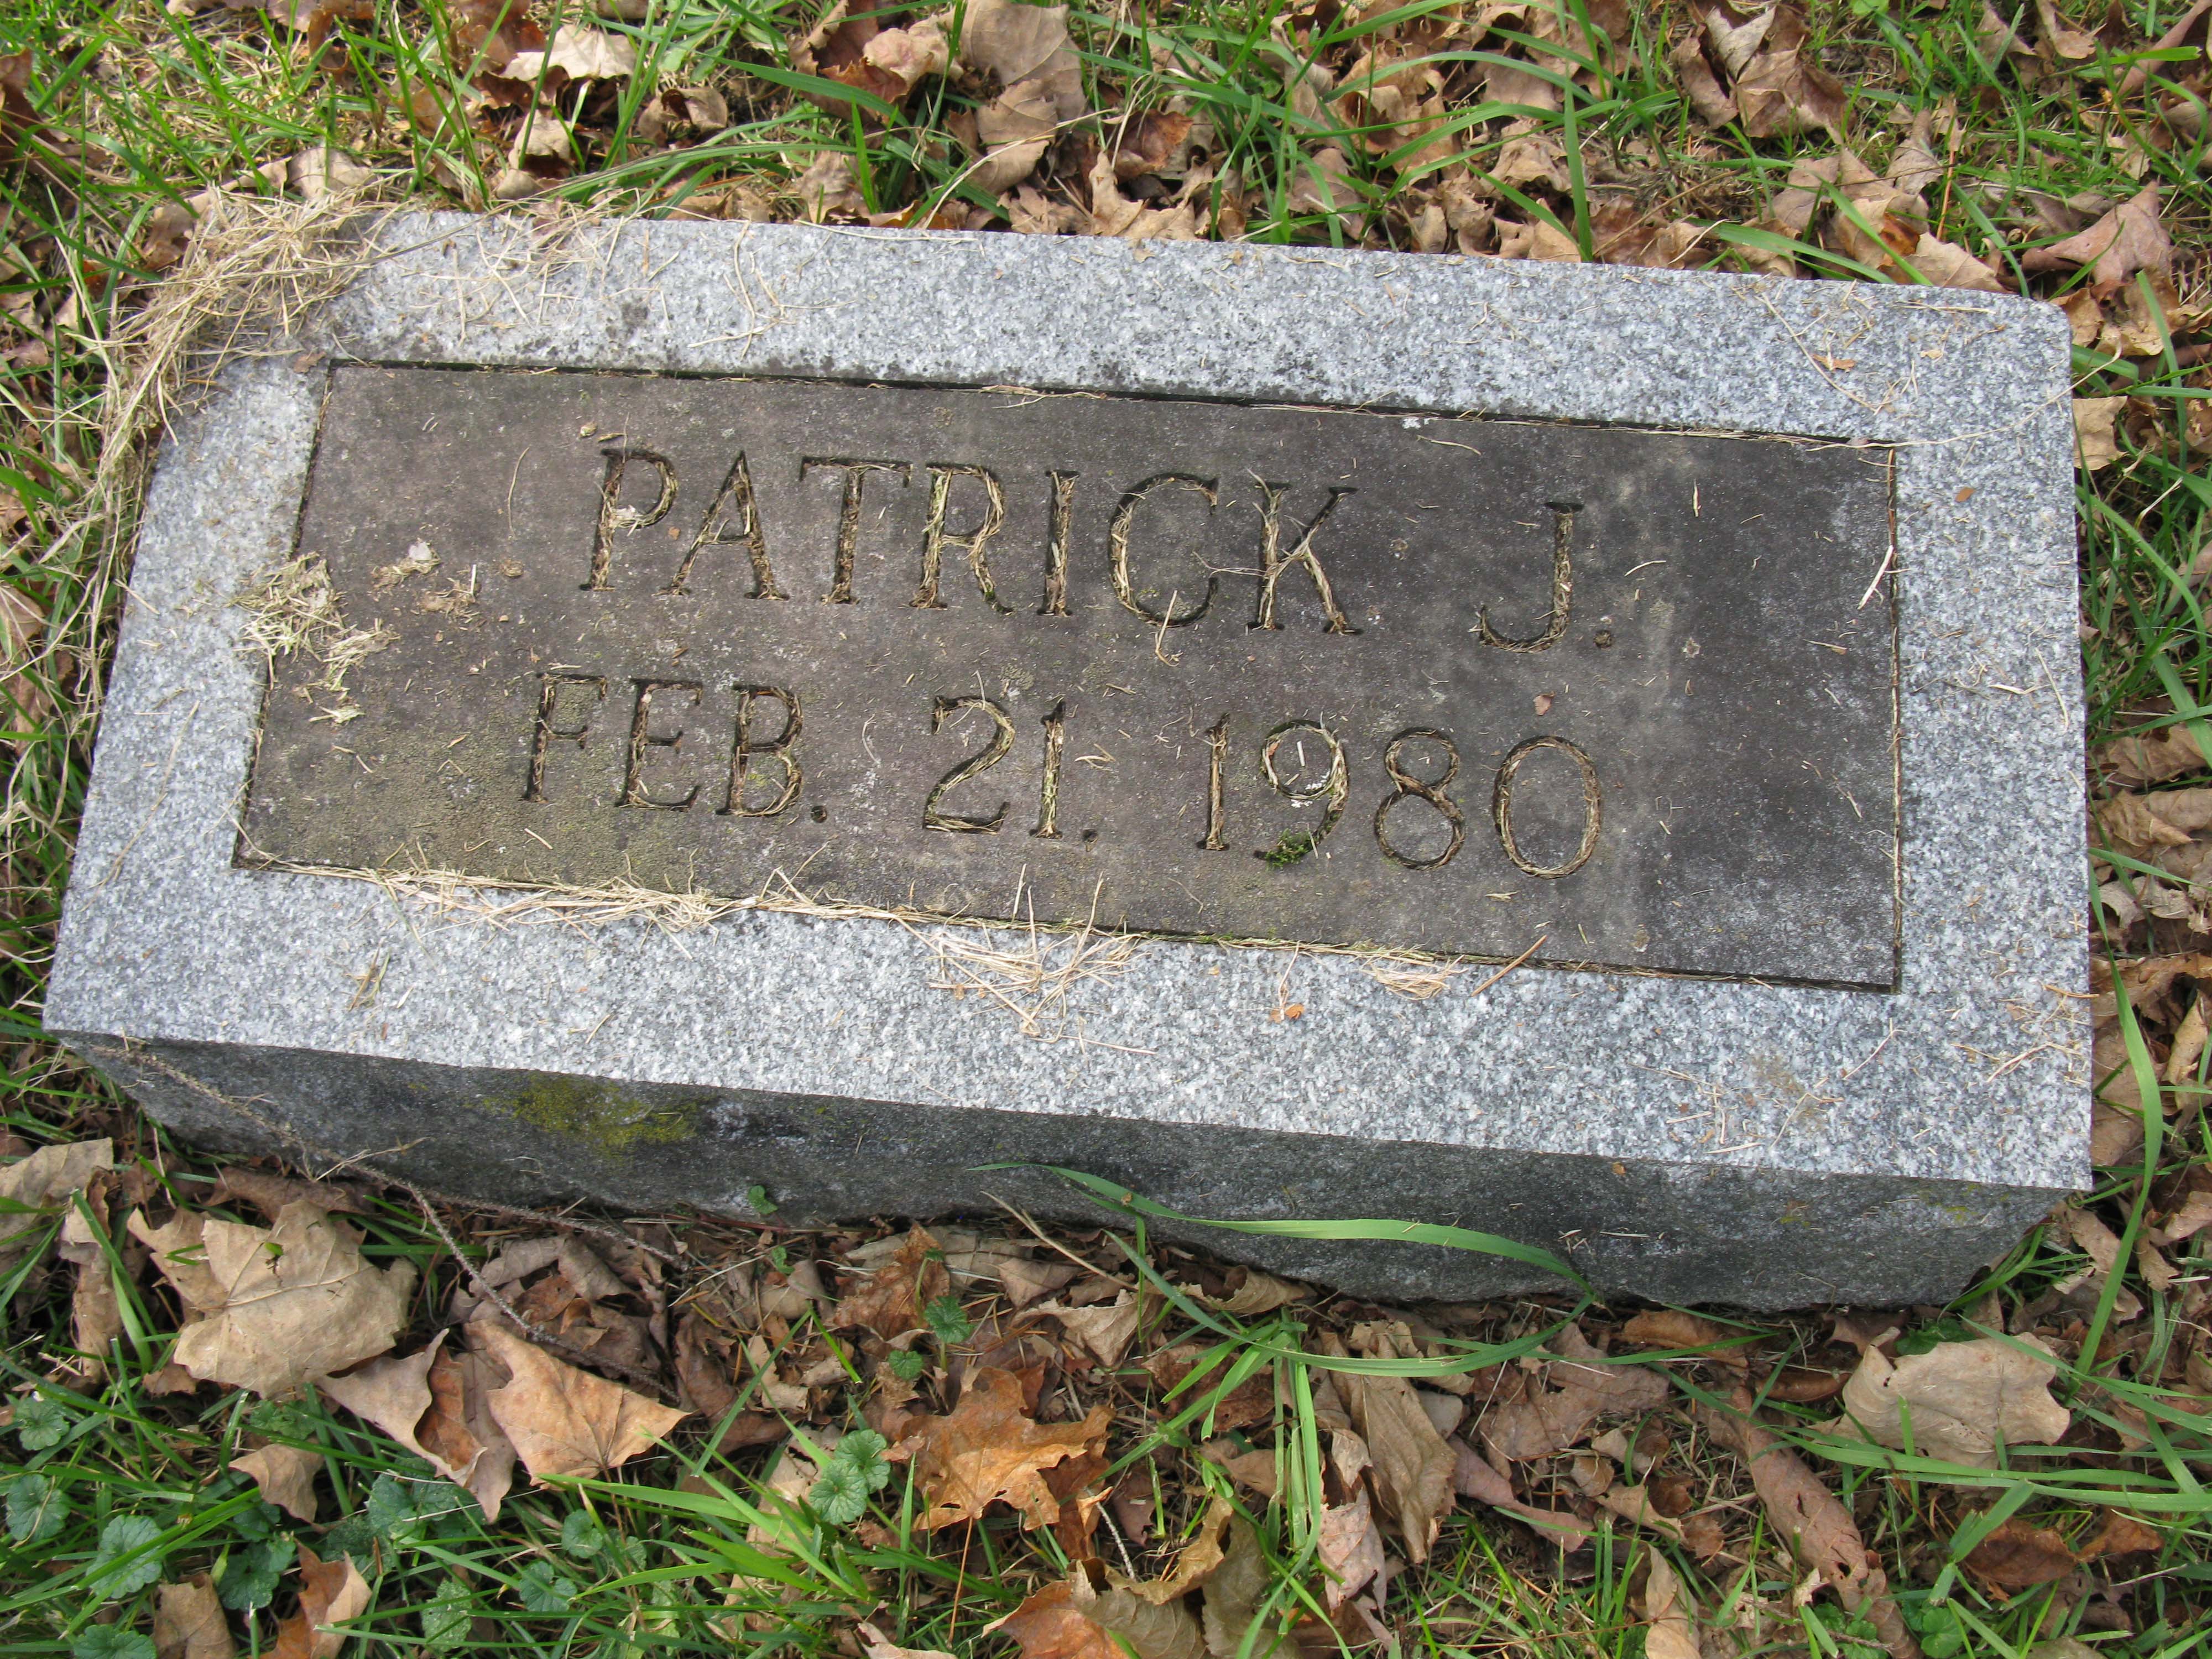 PATRICK J.
FEB. 21. 1980